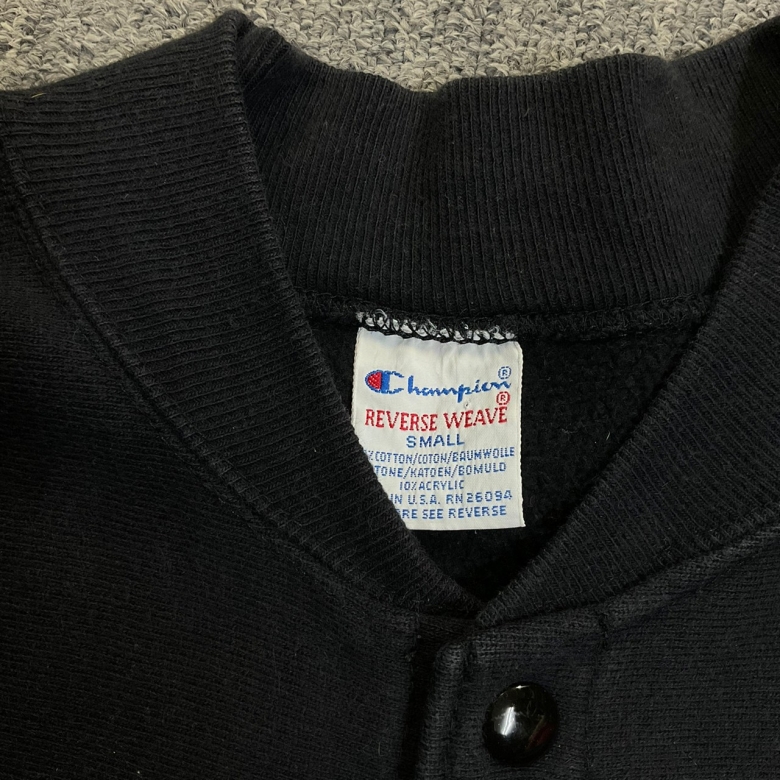 Champion®
REVERSE WEAVE®
SMALL
% COTTON/COTON/BAUMWOLLE
TONE/KATOEN/BOMULD
10% ACRYLIC
IN U.S.A. RN 26094
SEE REVERSE